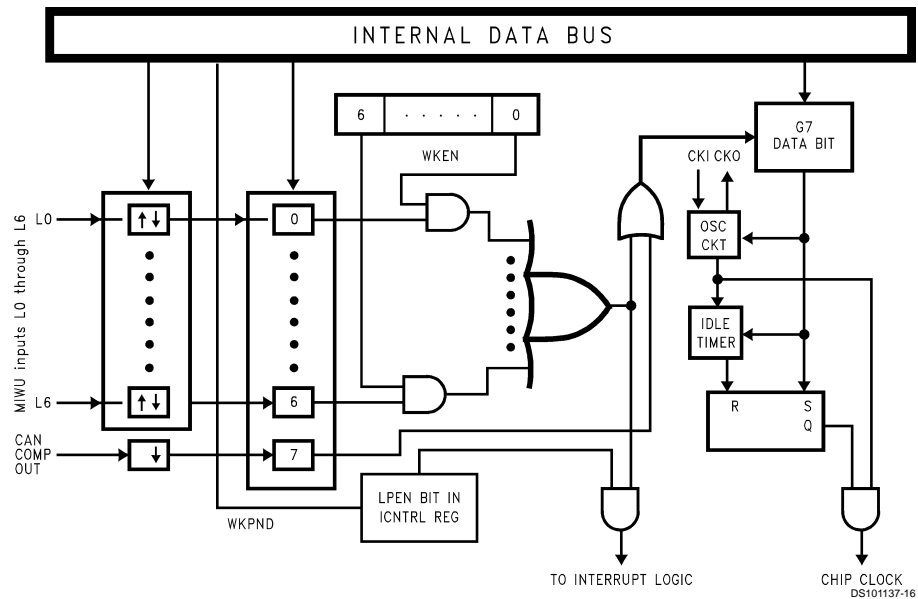 INTERNAL DATA BUS
6 · · · · · 0
WKEN
G7
DATA BIT
CKI CKO
MIWU inputs L0 through L6
L0
↑↓
0
OSC
CKT
IDLE
TIMER
L6
↑↓
6
R S
Q
CAN
COMP
OUT
↓
7
LPEN BIT IN
ICNTRL REG
WKPND
TO INTERRUPT LOGIC
CHIP CLOCK
DS101137-16